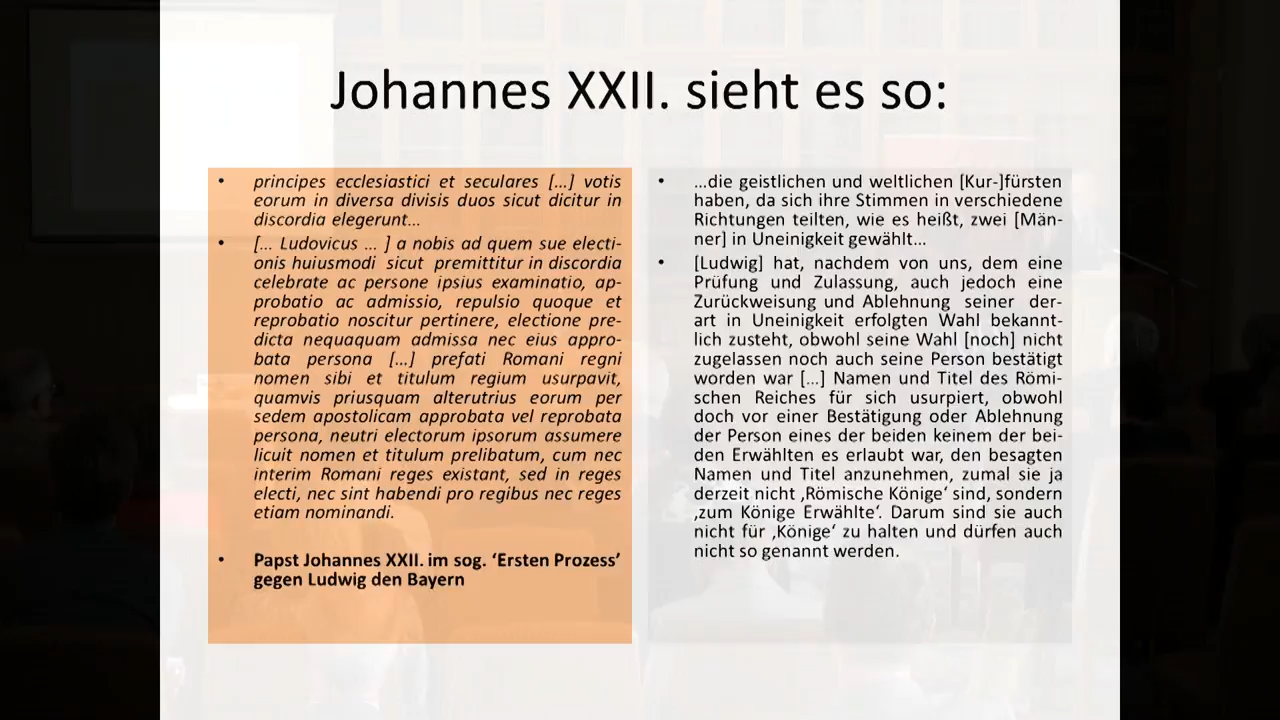 Johannes XXII. sieht es so:
• principes ecclesiastici et seculares [...] votis
eorum in diversa divisis duos sicut dicitur in
discordia elegerunt...
• [... Ludovicus ... ] a nobis ad quem sue electi-
onis huiusmodi sicut premittitur in discordia
celebrate ac persone ipsius examinatio, ap-
probatio ac admissio, repulsio quoque et
reprobatio noscitur pertinere, electione pre-
dicta nequaquam admissa nec eius appro-
bata persona [...] prefati Romani regni
nomen sibi et titulum regium usurpavit,
quamvis priusquam alterutrius eorum per
sedem apostolicam approbata vel reprobata
persona, neutri electorum ipsorum assumere
licuit nomen et titulum prelibatum, cum nec
interim Romani reges existant, sed in reges
electi, nec sint habendi pro regibus nec reges
etiam nominandi.
• Papst Johannes XXII. im sog. ‘Ersten Prozess’
gegen Ludwig den Bayern
• ...die geistlichen und weltlichen [Kur-]fürsten
haben, da sich ihre Stimmen in verschiedene
Richtungen teilten, wie es heißt, zwei [Män-
ner] in Uneinigkeit gewählt...
• [Ludwig] hat, nachdem von uns, dem eine
Prüfung und Zulassung, auch jedoch eine
Zurückweisung und Ablehnung seiner der-
art in Uneinigkeit erfolgten Wahl bekannt-
lich zusteht, obwohl seine Wahl [noch] nicht
zugelassen noch auch seine Person bestätigt
worden war [...] Namen und Titel des Römi-
schen Reiches für sich usurpiert, obwohl
doch vor einer Bestätigung oder Ablehnung
der Person eines der beiden keinem der bei-
den Erwählten es erlaubt war, den besagten
Namen und Titel anzunehmen, zumal sie ja
derzeit nicht ‚Römische Könige‘ sind, sondern
‚zum Könige Erwählte‘. Darum sind sie auch
nicht für ‚Könige‘ zu halten und dürfen auch
nicht so genannt werden.